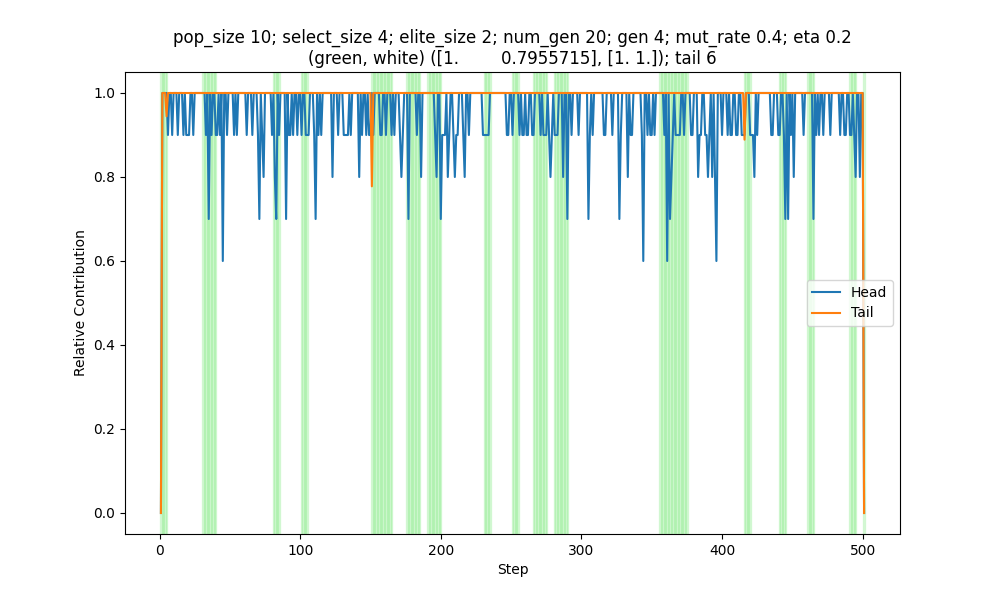 pop_size 10; select_size 4; elite_size 2; num_gen 20; gen 4; mut_rate 0.4; eta 0.2
(green, white) ([1.        0.7955715], [1. 1.]); tail 6
1.0
0.8
0.6
0.4
0.2
0.0
Relative Contribution
Head
Tail
0
100
200
300
400
500
Step